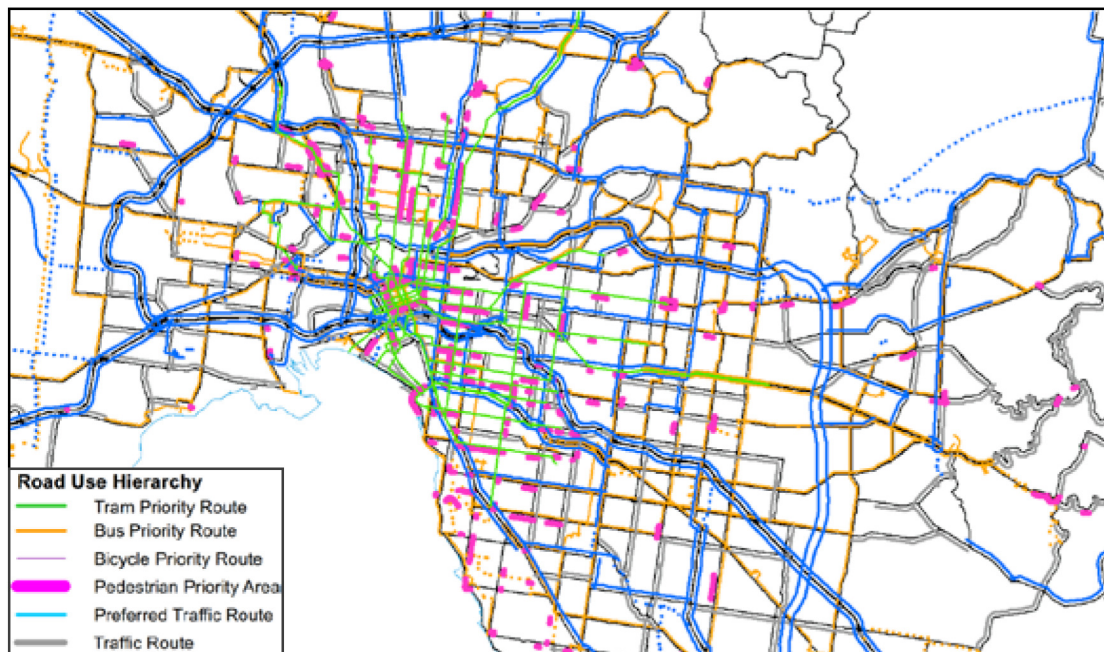 Road Use Hierarchy
Tram Priority Route
Bus Priority Route
Bicycle Priority Route
Pedestrian Priority Area
Preferred Traffic Route
Traffic Route